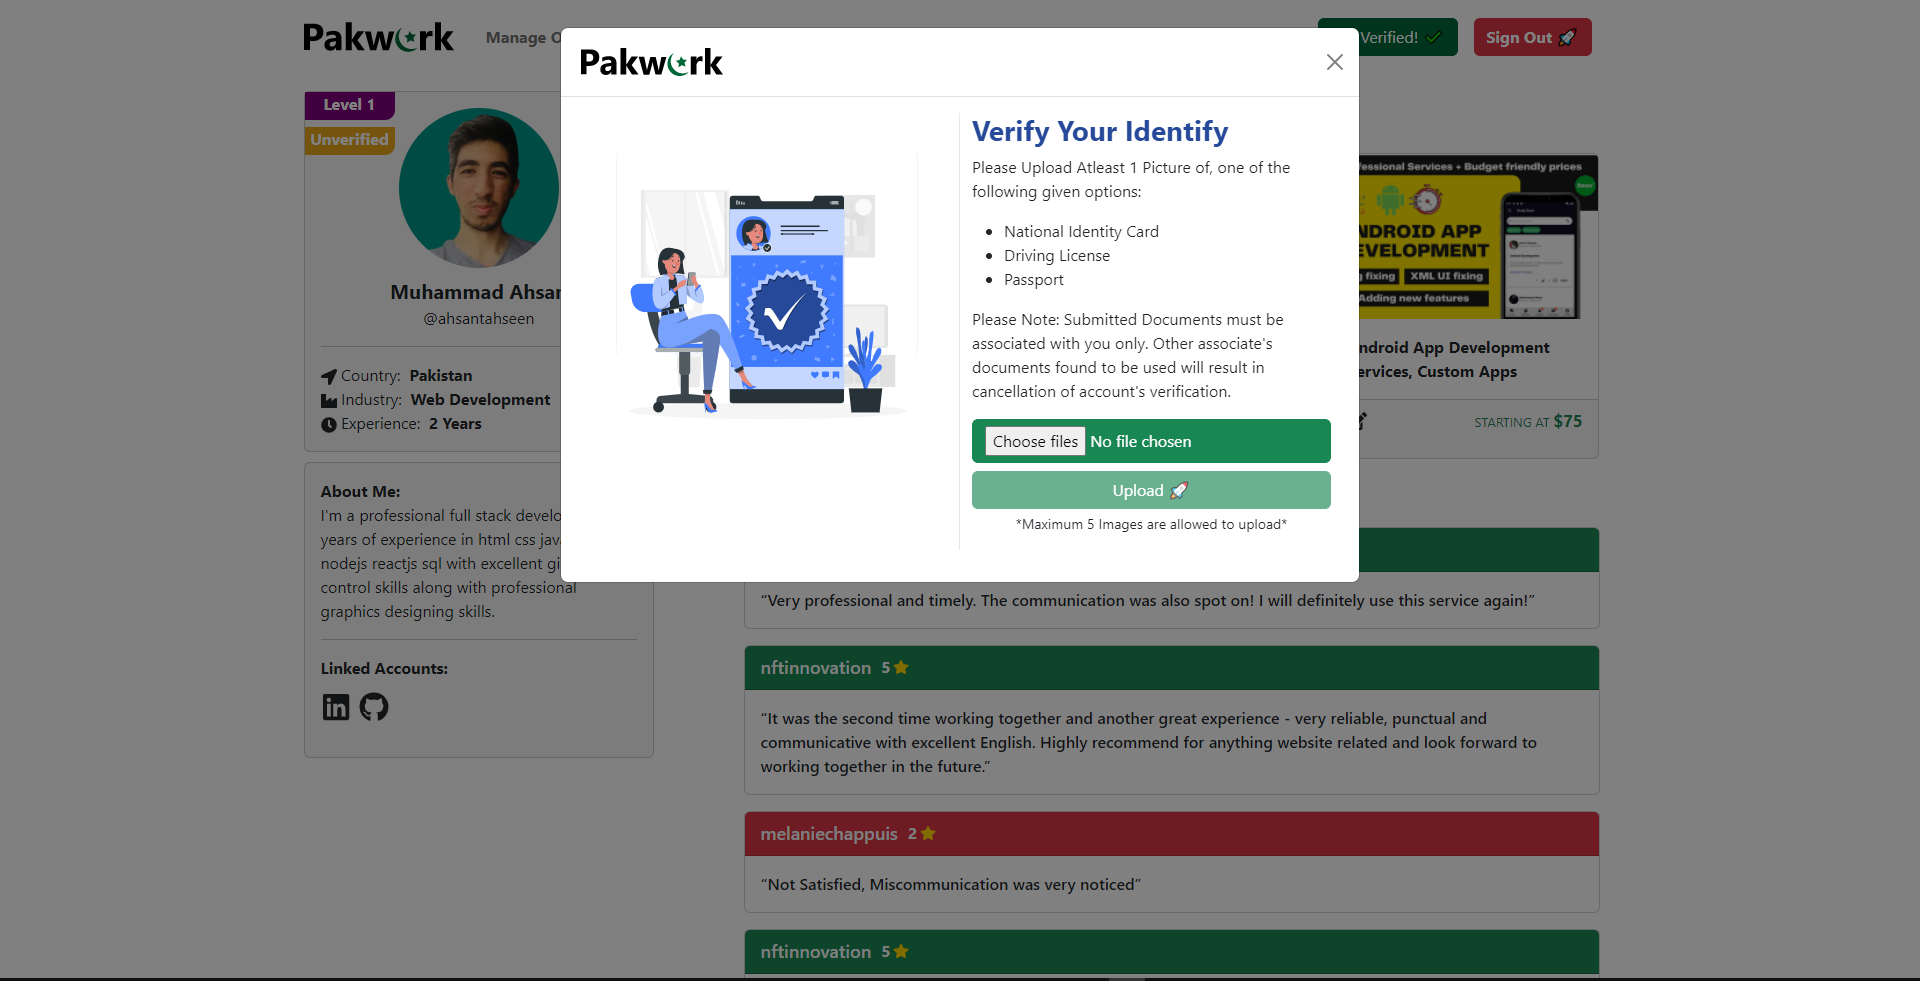 Pakwork
Manage O
Verified!
Sign Out
Level 1
Unverified
Muhammad Ahsan
@ahsantahseen
Country: Pakistan
Industry: Web Development
Experience: 2 Years
About Me:
I'm a professional full stack develo
years of experience in html css jav
nodejs reactjs sql with excellent gi
control skills along with professional
graphics designing skills.
Linked Accounts:
Pakwork
Verify Your Identify
Please Upload Atleast 1 Picture of, one of the
following given options:
• National Identity Card
• Driving License
• Passport
Please Note: Submitted Documents must be
associated with you only. Other associate's
documents found to be used will result in
cancellation of account's verification.
Choose files No file chosen
Upload
*Maximum 5 Images are allowed to upload*
fessional Services + Budget friendly prices
NDROID APP
EVELOPMENT
g fixing XML UI fixing
Adding new features
ndroid App Development
ervices, Custom Apps
STARTING AT $75
“Very professional and timely. The communication was also spot on! I will definitely use this service again!”
nftinnovation 5
“It was the second time working together and another great experience - very reliable, punctual and
communicative with excellent English. Highly recommend for anything website related and look forward to
working together in the future.”
melaniechappuis 2
“Not Satisfied, Miscommunication was very noticed”
nftinnovation 5